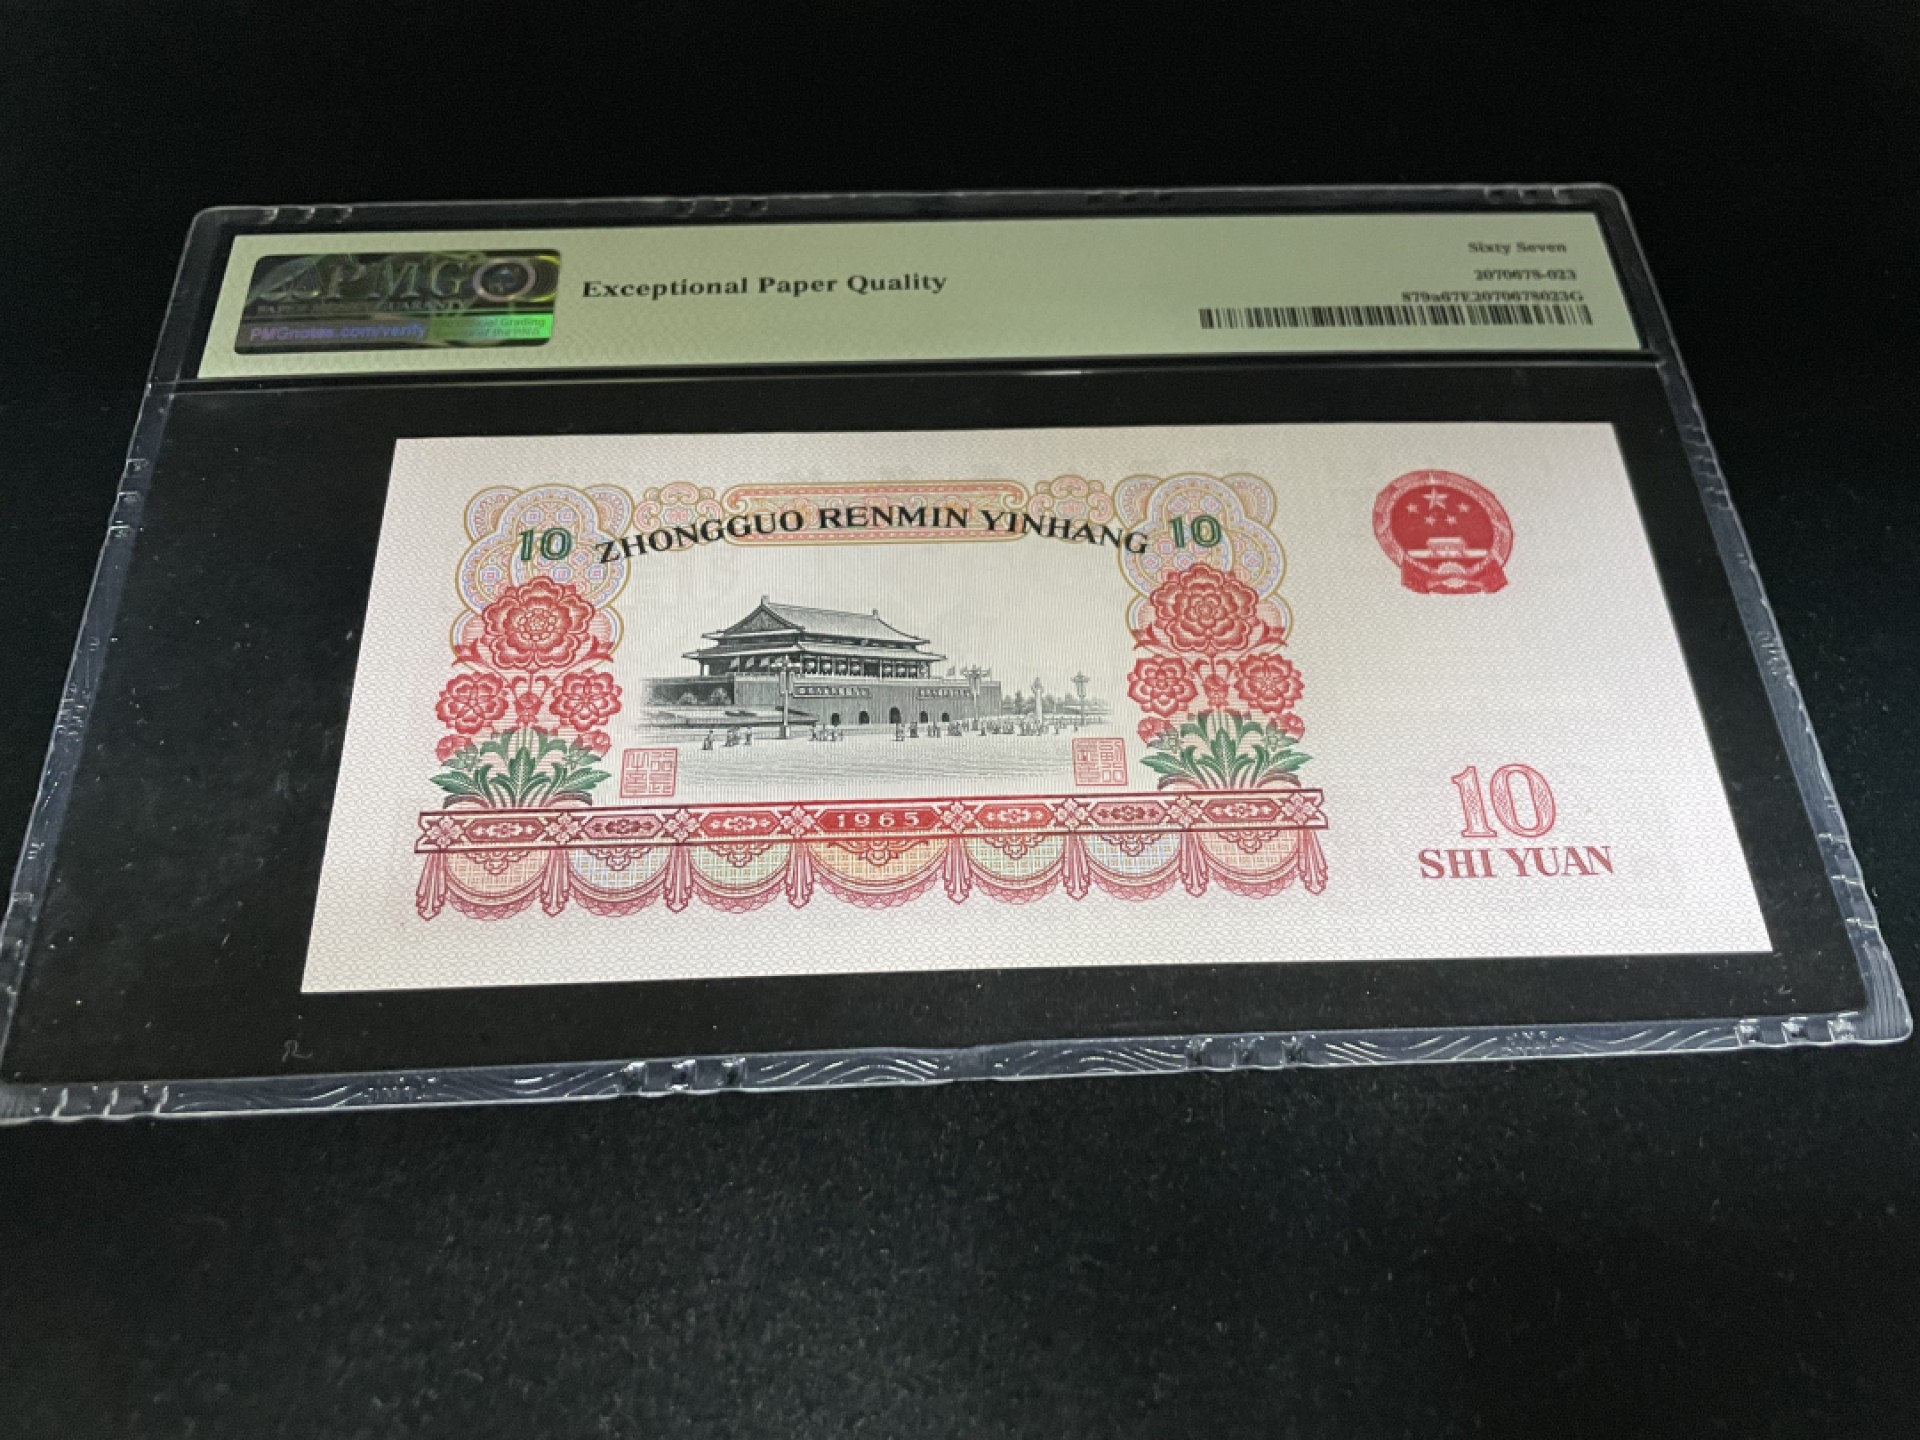 PMG
PMGnotes.com/verify
Exceptional Paper Quality
Sixty Seven
2070678-023
879a67E2070678023G
10 ZHONGGUO RENMIN YINHANG 10
1965
10
SHI YUAN